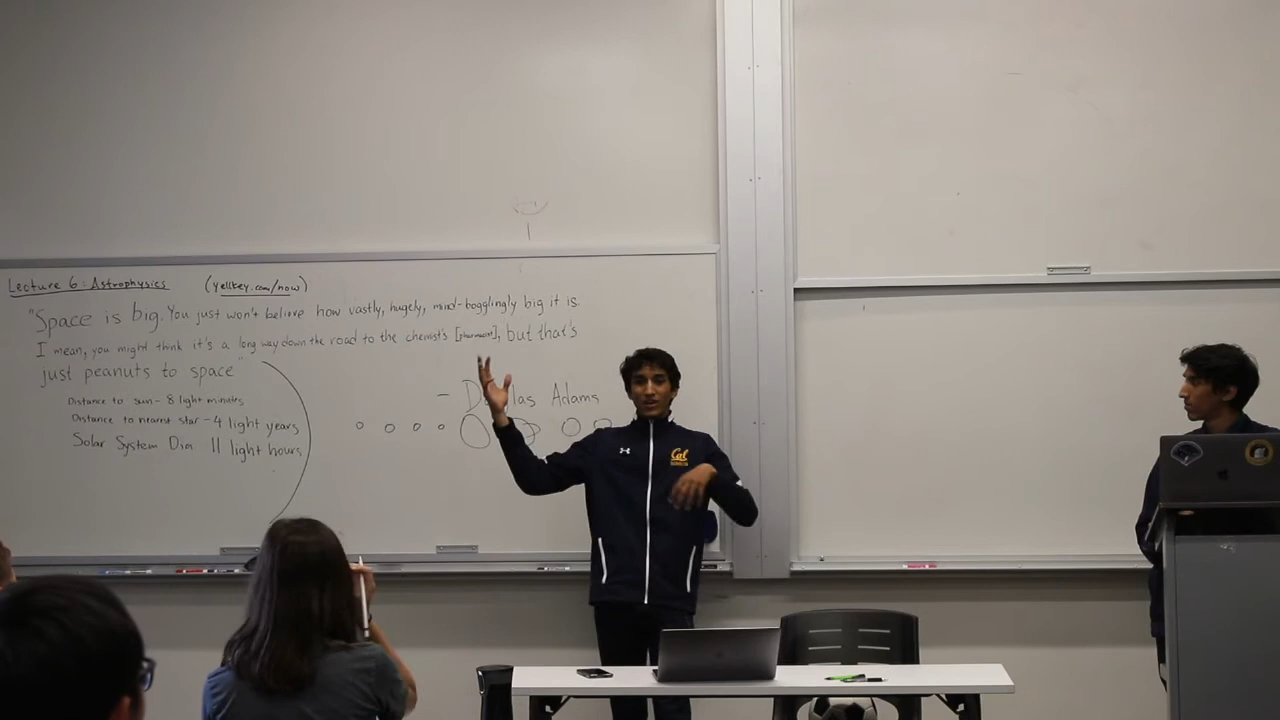 Lecture 6: Astrophysics (yellkey.com/now)
"Space is big. You just won't believe how vastly, hugely, mind-bogglingly big it is.
I mean, you might think it's a long way down the road to the chemist's [pharmacist], but that's
just peanuts to space"
- D las Adams
Distance to sun - 8 light minutes
Distance to nearest star - 4 light years
Solar System Dia. 11 light hours
Cal